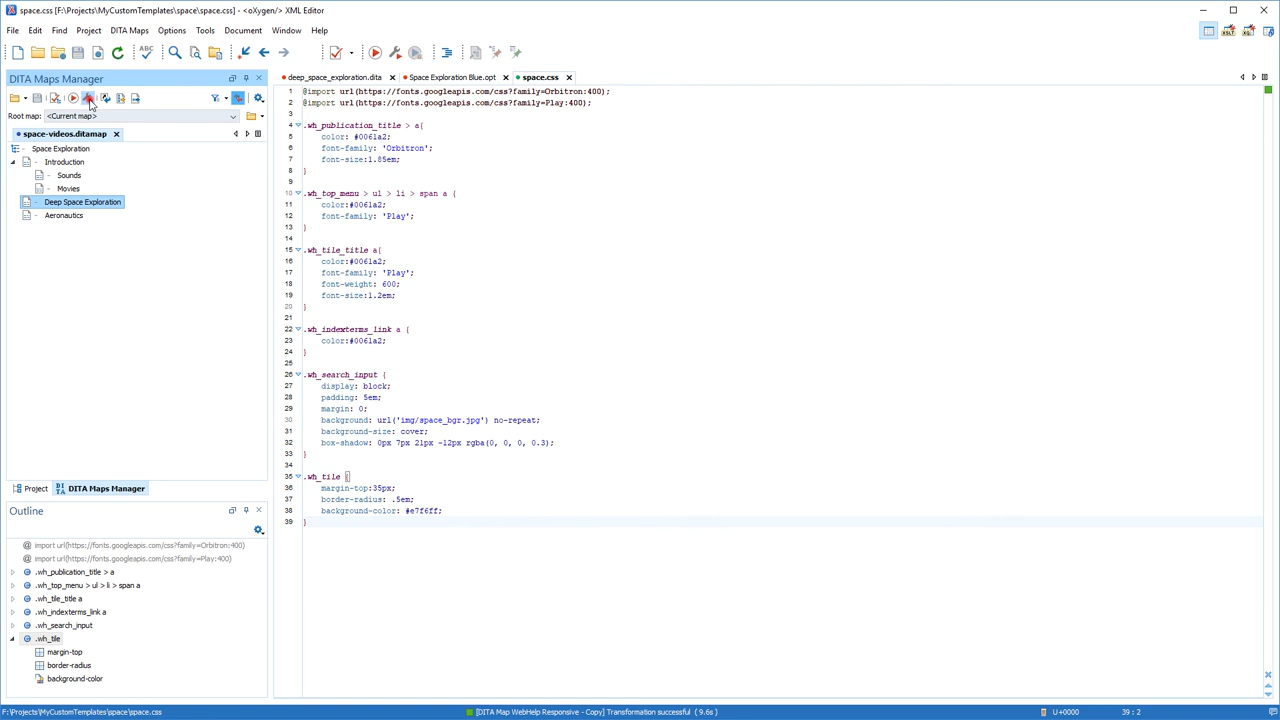 space.css [F:\Projects\MyCustomTemplates\space\space.css] - <oXygen/> XML Editor
File Edit Find Project DITA Maps Options Tools Document Window Help
DITA Maps Manager
Root map: <Current map>
space-videos.ditamap
Space Exploration
Introduction
Sounds
Movies
Deep Space Exploration
Aeronautics
Project DITA Maps Manager
Outline
import url(https://fonts.googleapis.com/css?family=Orbitron:400)
import url(https://fonts.googleapis.com/css?family=Play:400)
.wh_publication_title > a
.wh_top_menu > ul > li > span a
.wh_tile_title a
.wh_indexterms_link a
.wh_search_input
.wh_tile
margin-top
border-radius
background-color
deep_space_exploration.dita Space Exploration Blue.opt space.css
1 @import url(https://fonts.googleapis.com/css?family=Orbitron:400);
2 @import url(https://fonts.googleapis.com/css?family=Play:400);
3
4 .wh_publication_title > a{
5 color: #0061a2;
6 font-family: 'Orbitron';
7 font-size:1.85em;
8 }
9
10 .wh_top_menu > ul > li > span a {
11 color:#0061a2;
12 font-family: 'Play';
13 }
14
15 .wh_tile_title a{
16 color:#0061a2;
17 font-family: 'Play';
18 font-weight: 600;
19 font-size:1.2em;
20 }
21
22 .wh_indexterms_link a {
23 color:#0061a2;
24 }
25
26 .wh_search_input {
27 display: block;
28 padding: 5em;
29 margin: 0;
30 background: url('img/space_bgr.jpg') no-repeat;
31 background-size: cover;
32 box-shadow: 0px 7px 21px -12px rgba(0, 0, 0, 0.3);
33 }
34
35 .wh_tile {
36 margin-top:35px;
37 border-radius: .5em;
38 background-color: #e7f6ff;
39 }
F:\Projects\MyCustomTemplates\space\space.css [DITA Map WebHelp Responsive - Copy] Transformation successful (9.6s) U+0000 39 : 2